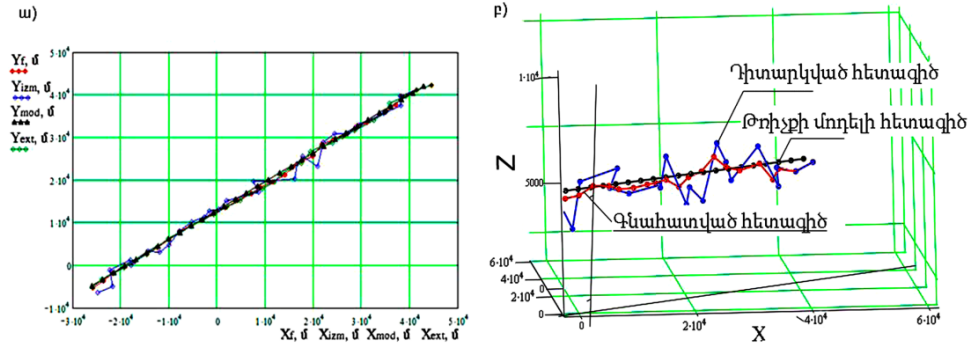 ա)
5·10⁴
Yf, մ
Yizm, մ
4·10⁴
Ymod, մ
3·10⁴
Yext, մ
2·10⁴
1·10⁴
0
−1·10⁴
−3·10⁴ −2·10⁴ −1·10⁴ 0 1·10⁴ 2·10⁴ 3·10⁴ 4·10⁴ 5·10⁴
Xf, մ Xizm, մ Xmod, մ Xext, մ
բ)
Դիտարկված հետագիծ
1·10⁴
Թռիչքի մոդելի հետագիծ
Z
5000
Գնահատված հետագիծ
6·10⁴
4·10⁴
2·10⁴
0
0
0 2·10⁴ 4·10⁴ 6·10⁴
X